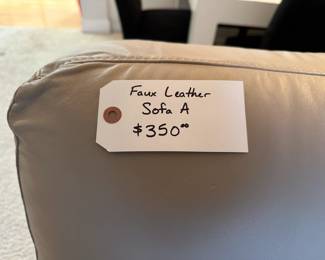 Faux Leather
Sofa A
$350⁰⁰